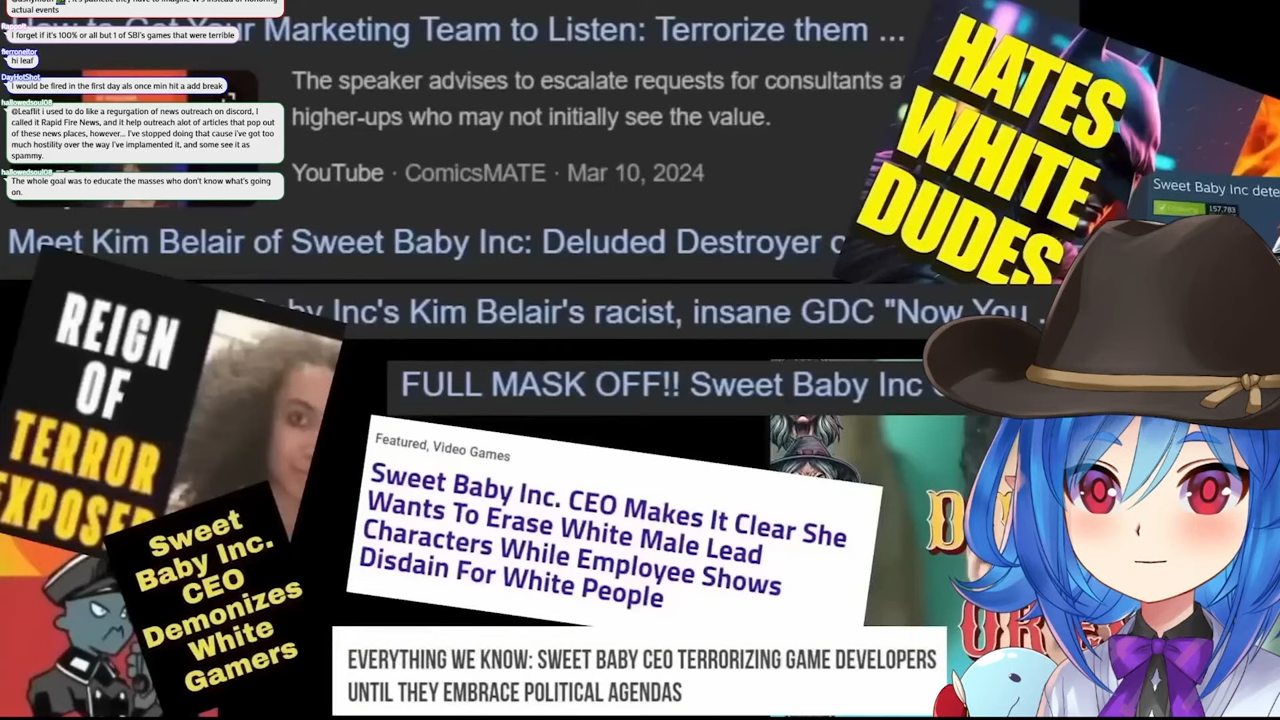 actual events
I forget if it's 100% or all but 1 of SBI's games that were terrible
fierroneitor
hi leaf
DayHotShot
I would be fired in the first day als once min hit a add break
hallowedsoul08
@Leaflit i used to do like a regurgation of news outreach on discord, I
called it Rapid Fire News, and it help outreach alot of articles that pop out
of these news places, however... I've stopped doing that cause i've got too
much hostility over the way I've implamented it, and some see it as
spammy.
hallowedsoul08
The whole goal was to educate the masses who don't know what's going
on.
Your Marketing Team to Listen: Terrorize them ...
The speaker advises to escalate requests for consultants a
higher-ups who may not initially see the value.
YouTube · ComicsMATE · Mar 10, 2024
Meet Kim Belair of Sweet Baby Inc: Deluded Destroyer
Inc's Kim Belair's racist, insane GDC "Now You
FULL MASK OFF!! Sweet Baby Inc
HATES
WHITE
DUDES
Sweet Baby Inc dete
157,783
REIGN
OF
TERROR
EXPOSED
Sweet
Baby Inc.
CEO
Demonizes
White
Gamers
Featured, Video Games
Sweet Baby Inc. CEO Makes It Clear She
Wants To Erase White Male Lead
Characters While Employee Shows
Disdain For White People
EVERYTHING WE KNOW: SWEET BABY CEO TERRORIZING GAME DEVELOPERS
UNTIL THEY EMBRACE POLITICAL AGENDAS